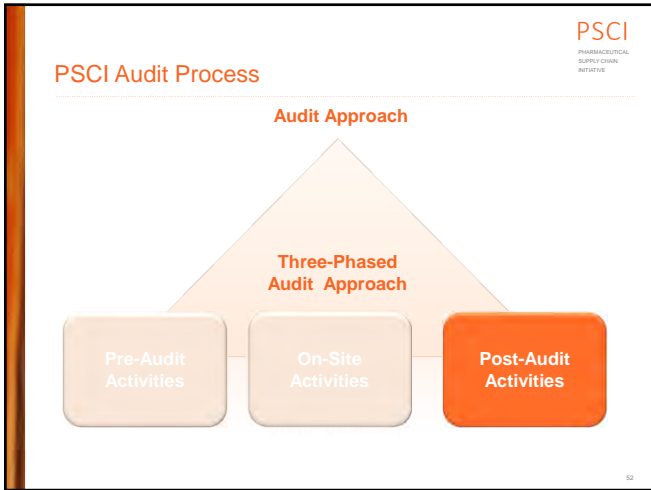 PSCI
PHARMACEUTICAL
SUPPLY CHAIN
INITIATIVE
PSCI Audit Process
Audit Approach
Three-Phased
Audit Approach
Pre-Audit
Activities
On-Site
Activities
Post-Audit
Activities
52